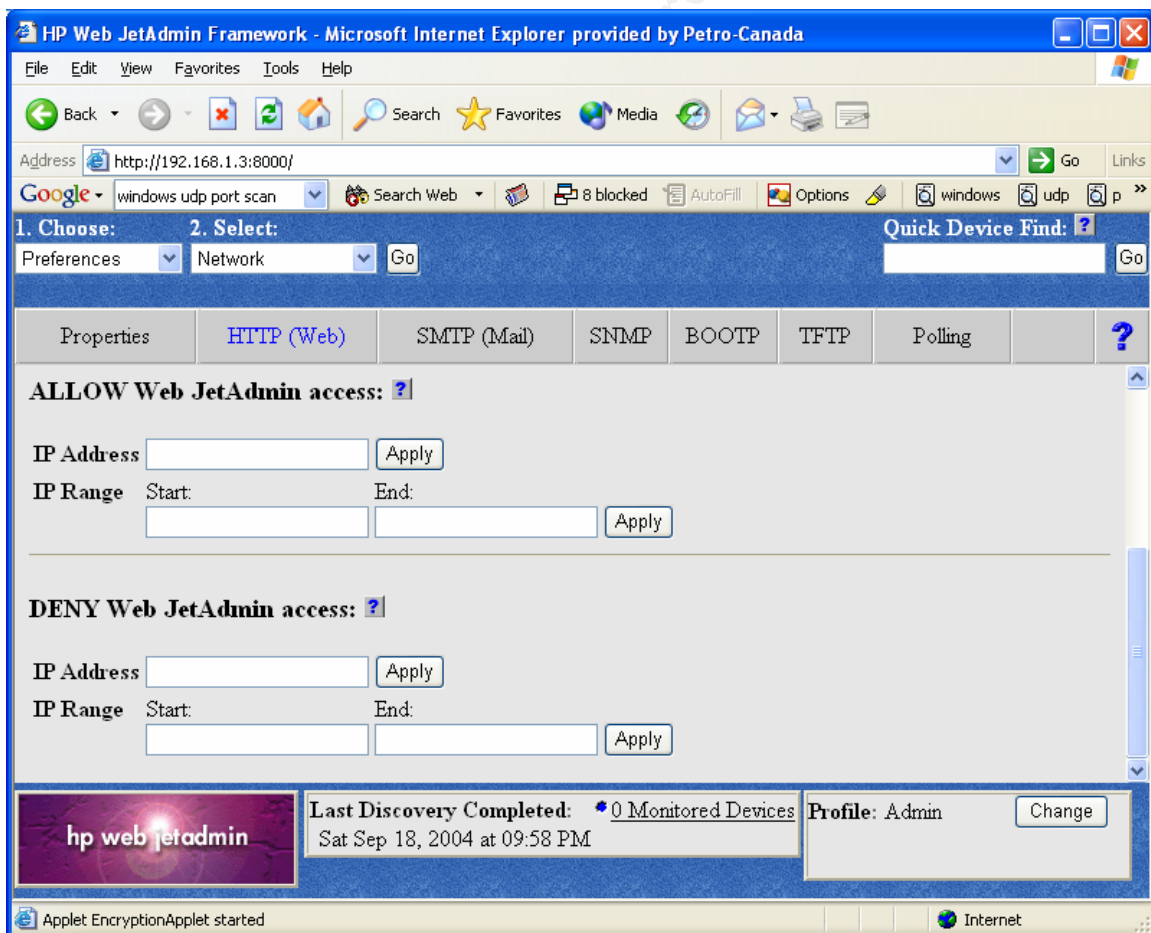 HP Web JetAdmin Framework - Microsoft Internet Explorer provided by Petro-Canada
File Edit View Favorites Tools Help
Back Search Favorites Media
Address http://192.168.1.3:8000/ Go Links
Google windows udp port scan Search Web 8 blocked AutoFill Options windows udp p »
1. Choose: 2. Select: Quick Device Find: ?
Preferences Network Go Go
Properties HTTP (Web) SMTP (Mail) SNMP BOOTP TFTP Polling ?
ALLOW Web JetAdmin access: ?
IP Address Apply
IP Range Start: End:
Apply
DENY Web JetAdmin access: ?
IP Address Apply
IP Range Start: End:
Apply
hp web jetadmin
Last Discovery Completed: 0 Monitored Devices
Sat Sep 18, 2004 at 09:58 PM
Profile: Admin Change
Applet EncryptionApplet started Internet